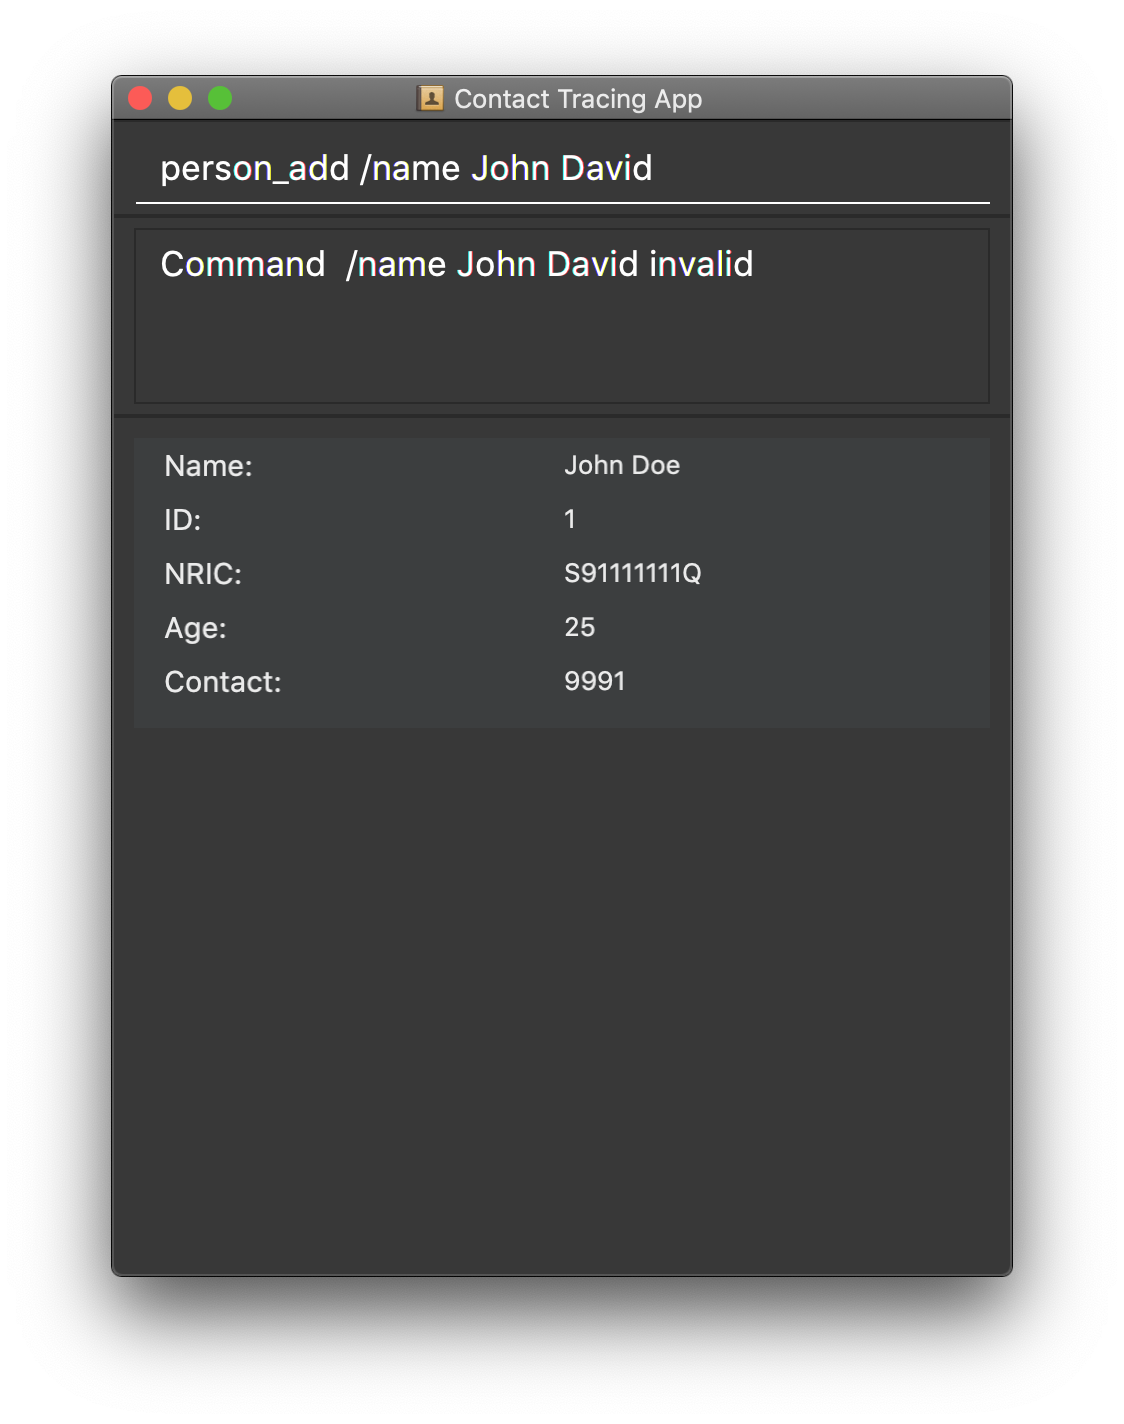 Contact Tracing App
person_add /name John David
Command  /name John David invalid
Name: John Doe
ID: 1
NRIC: S91111111Q
Age: 25
Contact: 9991